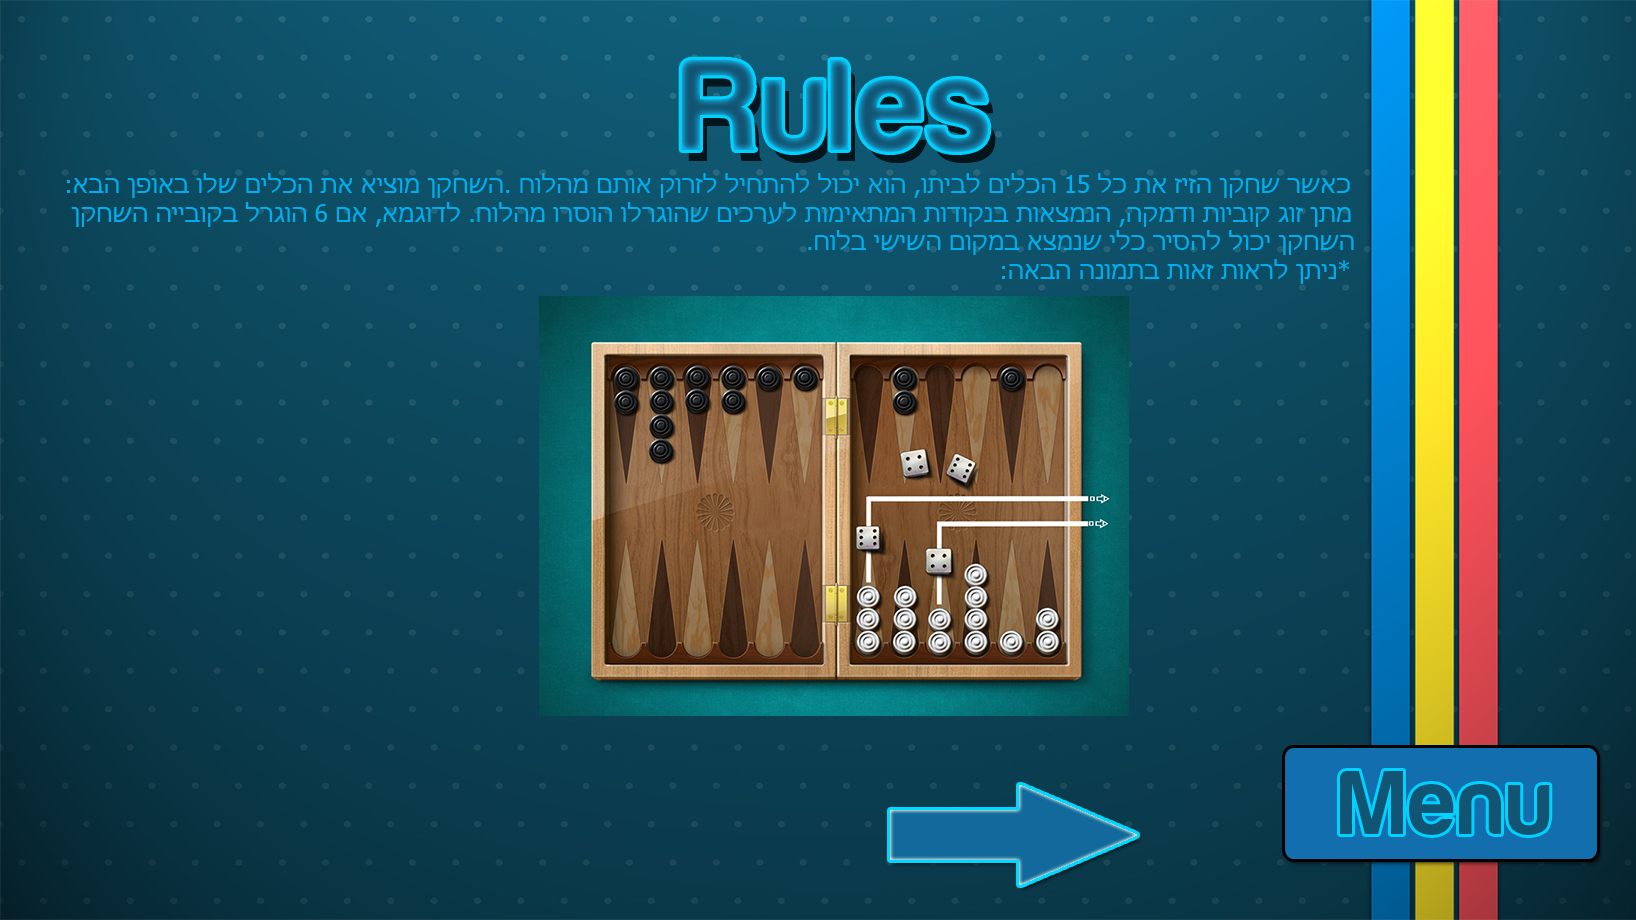 Rules
כאשר שחקן הזיז את כל 15 הכלים לביתו, הוא יכול להתחיל לזרוק אותם מהלוח .השחקן מוציא את הכלים שלו באופן הבא:
מתן זוג קוביות ודמקה, הנמצאות בנקודות המתאימות לערכים שהוגרלו הוסרו מהלוח. לדוגמא, אם 6 הוגרל בקובייה השחקן
השחקן יכול להסיר כלי שנמצא במקום השישי בלוח.
*ניתן לראות זאות בתמונה הבאה:
Menu